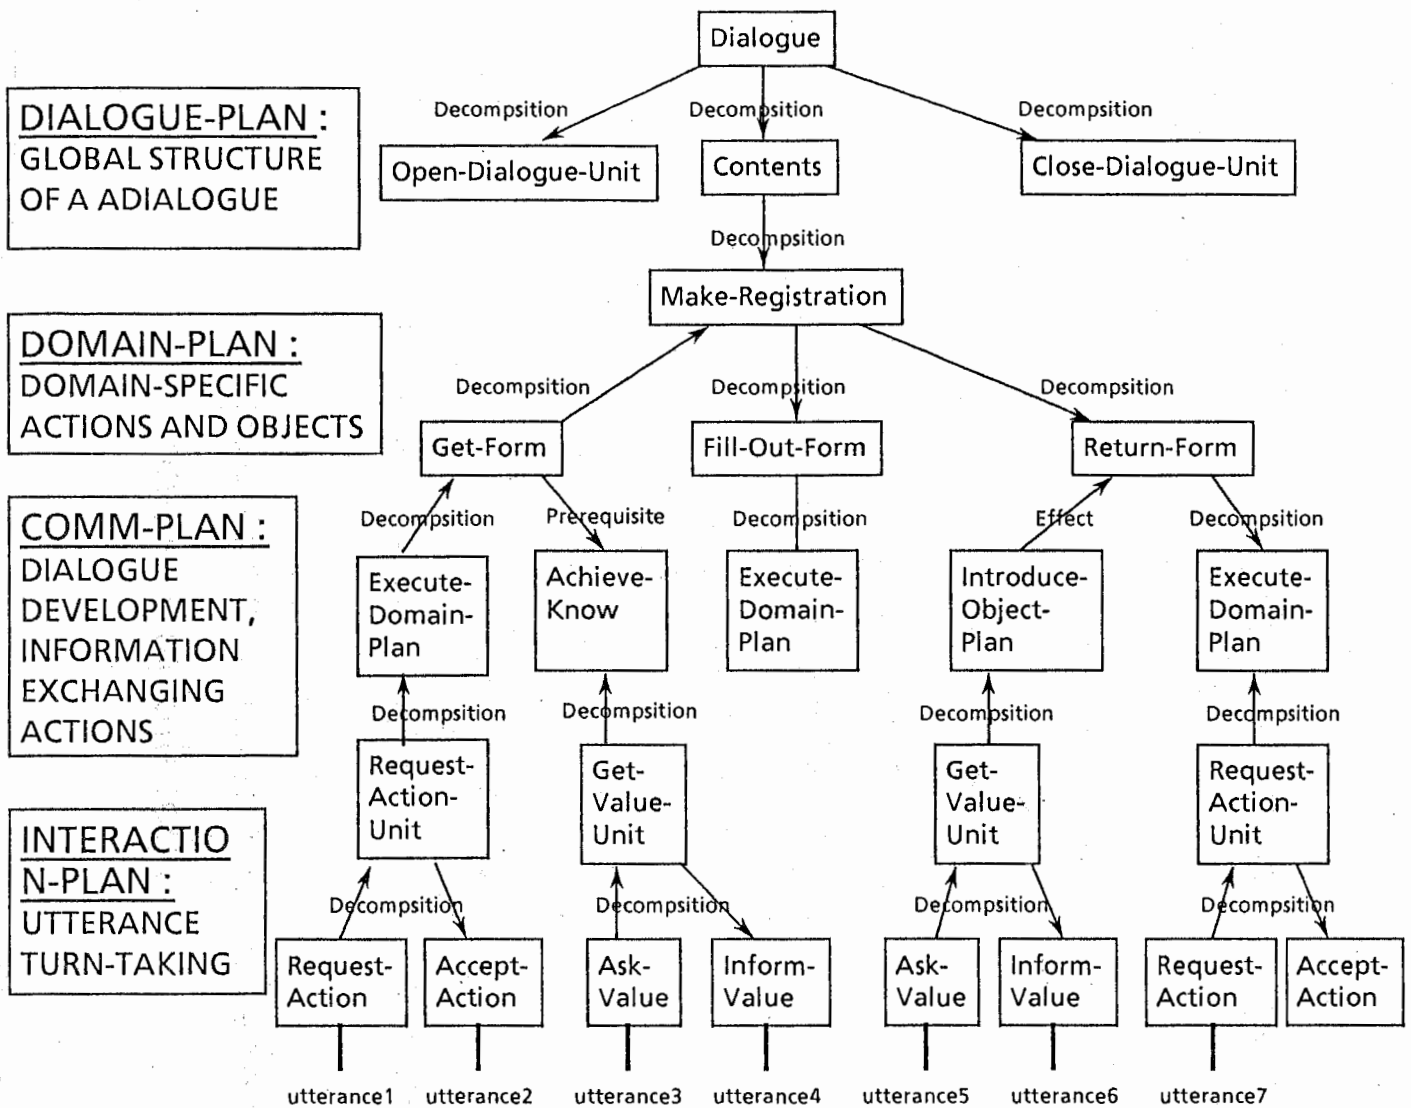 Dialogue
Decompsition Decompsition Decompsition
DIALOGUE-PLAN :
GLOBAL STRUCTURE
OF A ADIALOGUE
Open-Dialogue-Unit Contents Close-Dialogue-Unit
Decompsition
Make-Registration
DOMAIN-PLAN :
DOMAIN-SPECIFIC
ACTIONS AND OBJECTS
Decompsition Decompsition Decompsition
Get-Form Fill-Out-Form Return-Form
COMM-PLAN :
DIALOGUE
DEVELOPMENT,
INFORMATION
EXCHANGING
ACTIONS
Decompsition Prerequisite Decompsition Effect Decompsition
Execute-
Domain-
Plan
Achieve-
Know
Execute-
Domain-
Plan
Introduce-
Object-
Plan
Execute-
Domain-
Plan
Decompsition Decompsition Decompsition Decompsition
Request-
Action-
Unit
Get-
Value-
Unit
Get-
Value-
Unit
Request-
Action-
Unit
INTERACTIO
N-PLAN :
UTTERANCE
TURN-TAKING
Decompsition Decompsition Decompsition Decompsition
Request-
Action
Accept-
Action
Ask-
Value
Inform-
Value
Ask-
Value
Inform-
Value
Request-
Action
Accept-
Action
utterance1 utterance2 utterance3 utterance4 utterance5 utterance6 utterance7